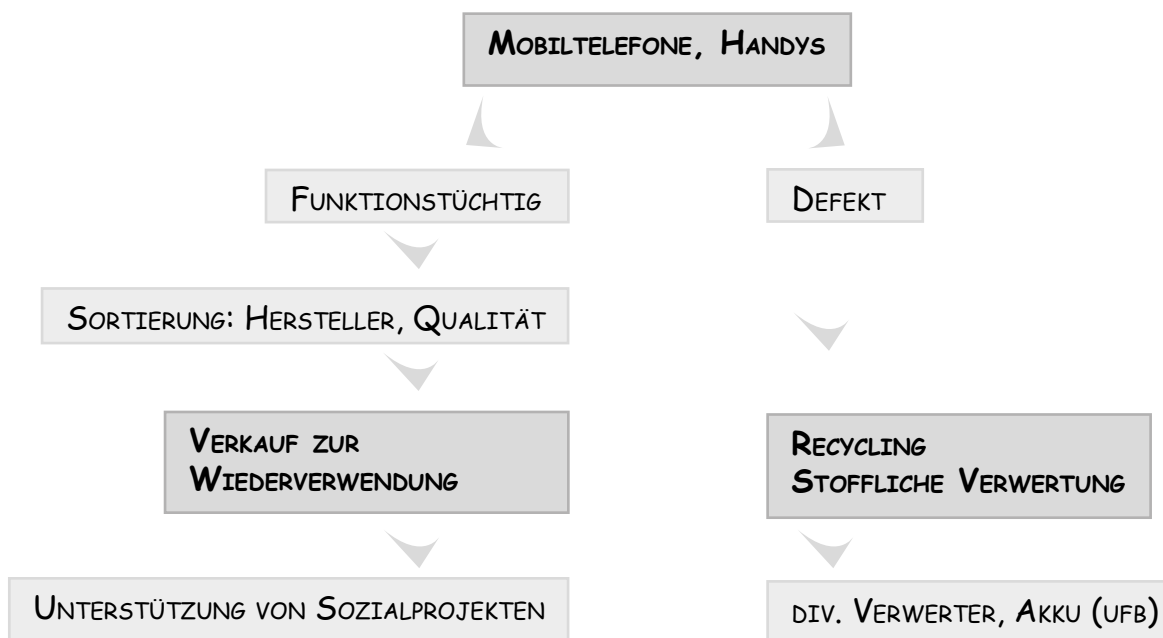 Mobiltelefone, Handys
Funktionstüchtig
Defekt
Sortierung: Hersteller, Qualität
Verkauf zur
Wiederverwendung
Recycling
Stoffliche Verwertung
Unterstützung von Sozialprojekten
div. Verwerter, Akku (ufb)